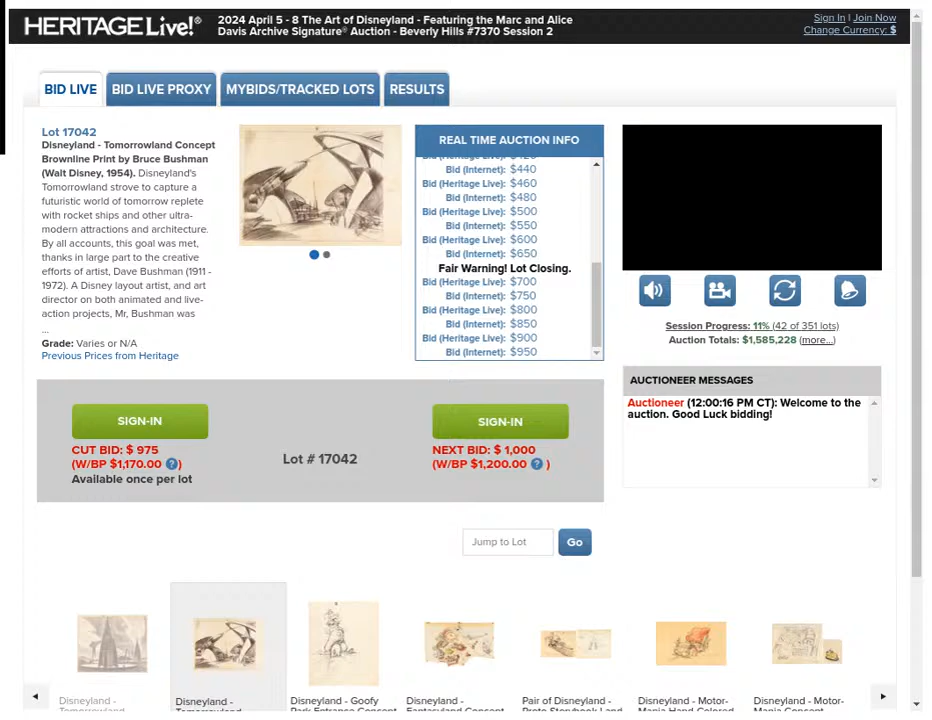 HERITAGE Live!®
2024 April 5 - 8 The Art of Disneyland - Featuring the Marc and Alice
Davis Archive Signature® Auction - Beverly Hills #7370 Session 2
Sign In | Join Now
Change Currency: $
BID LIVE
BID LIVE PROXY
MYBIDS/TRACKED LOTS
RESULTS
Lot 17042
Disneyland - Tomorrowland Concept
Brownline Print by Bruce Bushman
(Walt Disney, 1954). Disneyland's
Tomorrowland strove to capture a
futuristic world of tomorrow replete
with rocket ships and other ultra-
modern attractions and architecture.
By all accounts, this goal was met,
thanks in large part to the creative
efforts of artist, Dave Bushman (1911 -
1972). A Disney layout artist, and art
director on both animated and live-
action projects, Mr, Bushman was
...
Grade: Varies or N/A
Previous Prices from Heritage
REAL TIME AUCTION INFO
Bid (Internet): $440
Bid (Heritage Live): $460
Bid (Internet): $480
Bid (Heritage Live): $500
Bid (Internet): $550
Bid (Heritage Live): $600
Bid (Internet): $650
Fair Warning! Lot Closing.
Bid (Heritage Live): $700
Bid (Internet): $750
Bid (Heritage Live): $800
Bid (Internet): $850
Bid (Heritage Live): $900
Bid (Internet): $950
Session Progress: 11% (42 of 351 lots)
Auction Totals: $1,585,228 (more...)
AUCTIONEER MESSAGES
Auctioneer (12:00:16 PM CT): Welcome to the
auction. Good Luck bidding!
SIGN-IN
CUT BID: $ 975
(W/BP $1,170.00 ?)
Available once per lot
Lot # 17042
SIGN-IN
NEXT BID: $ 1,000
(W/BP $1,200.00 ? )
Jump to Lot
Go
Disneyland -
Disneyland -
Disneyland - Goofy
Disneyland -
Pair of Disneyland -
Disneyland - Motor-
Disneyland - Motor-